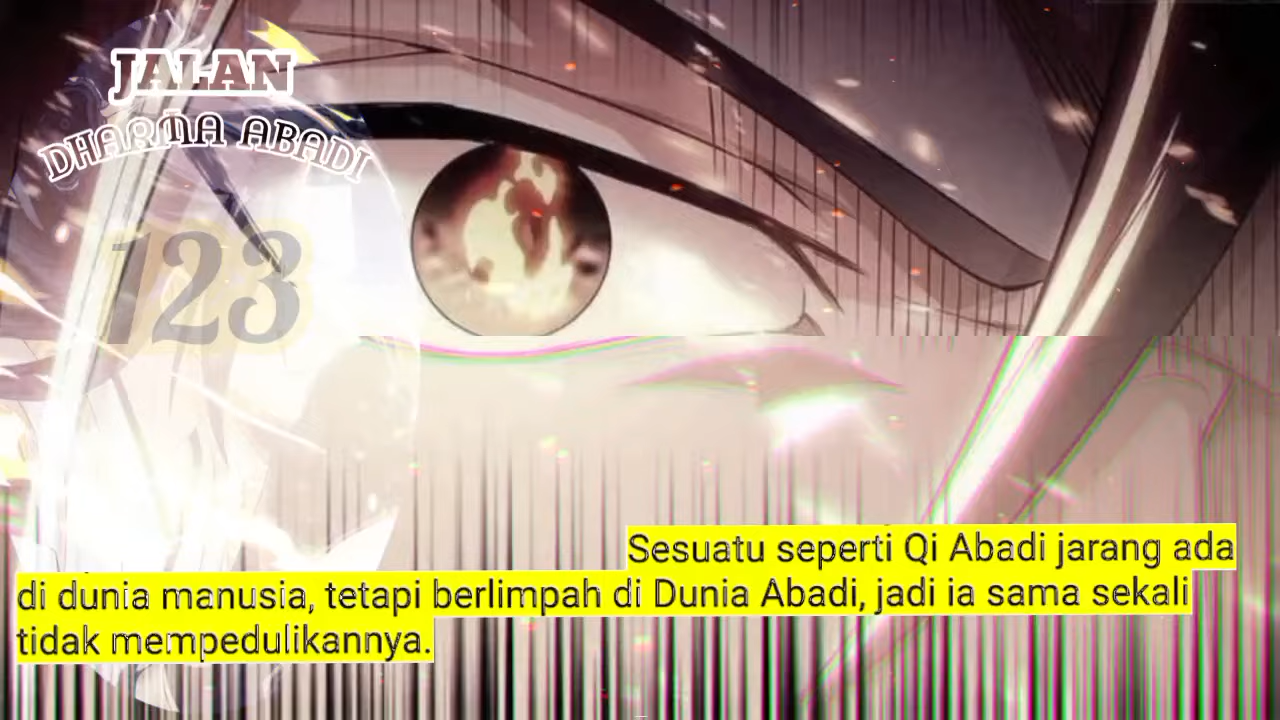 JALAN
DHARMA ABADI
123
Sesuatu seperti Qi Abadi jarang ada
di dunia manusia, tetapi berlimpah di Dunia Abadi, jadi ia sama sekali
tidak mempedulikannya.